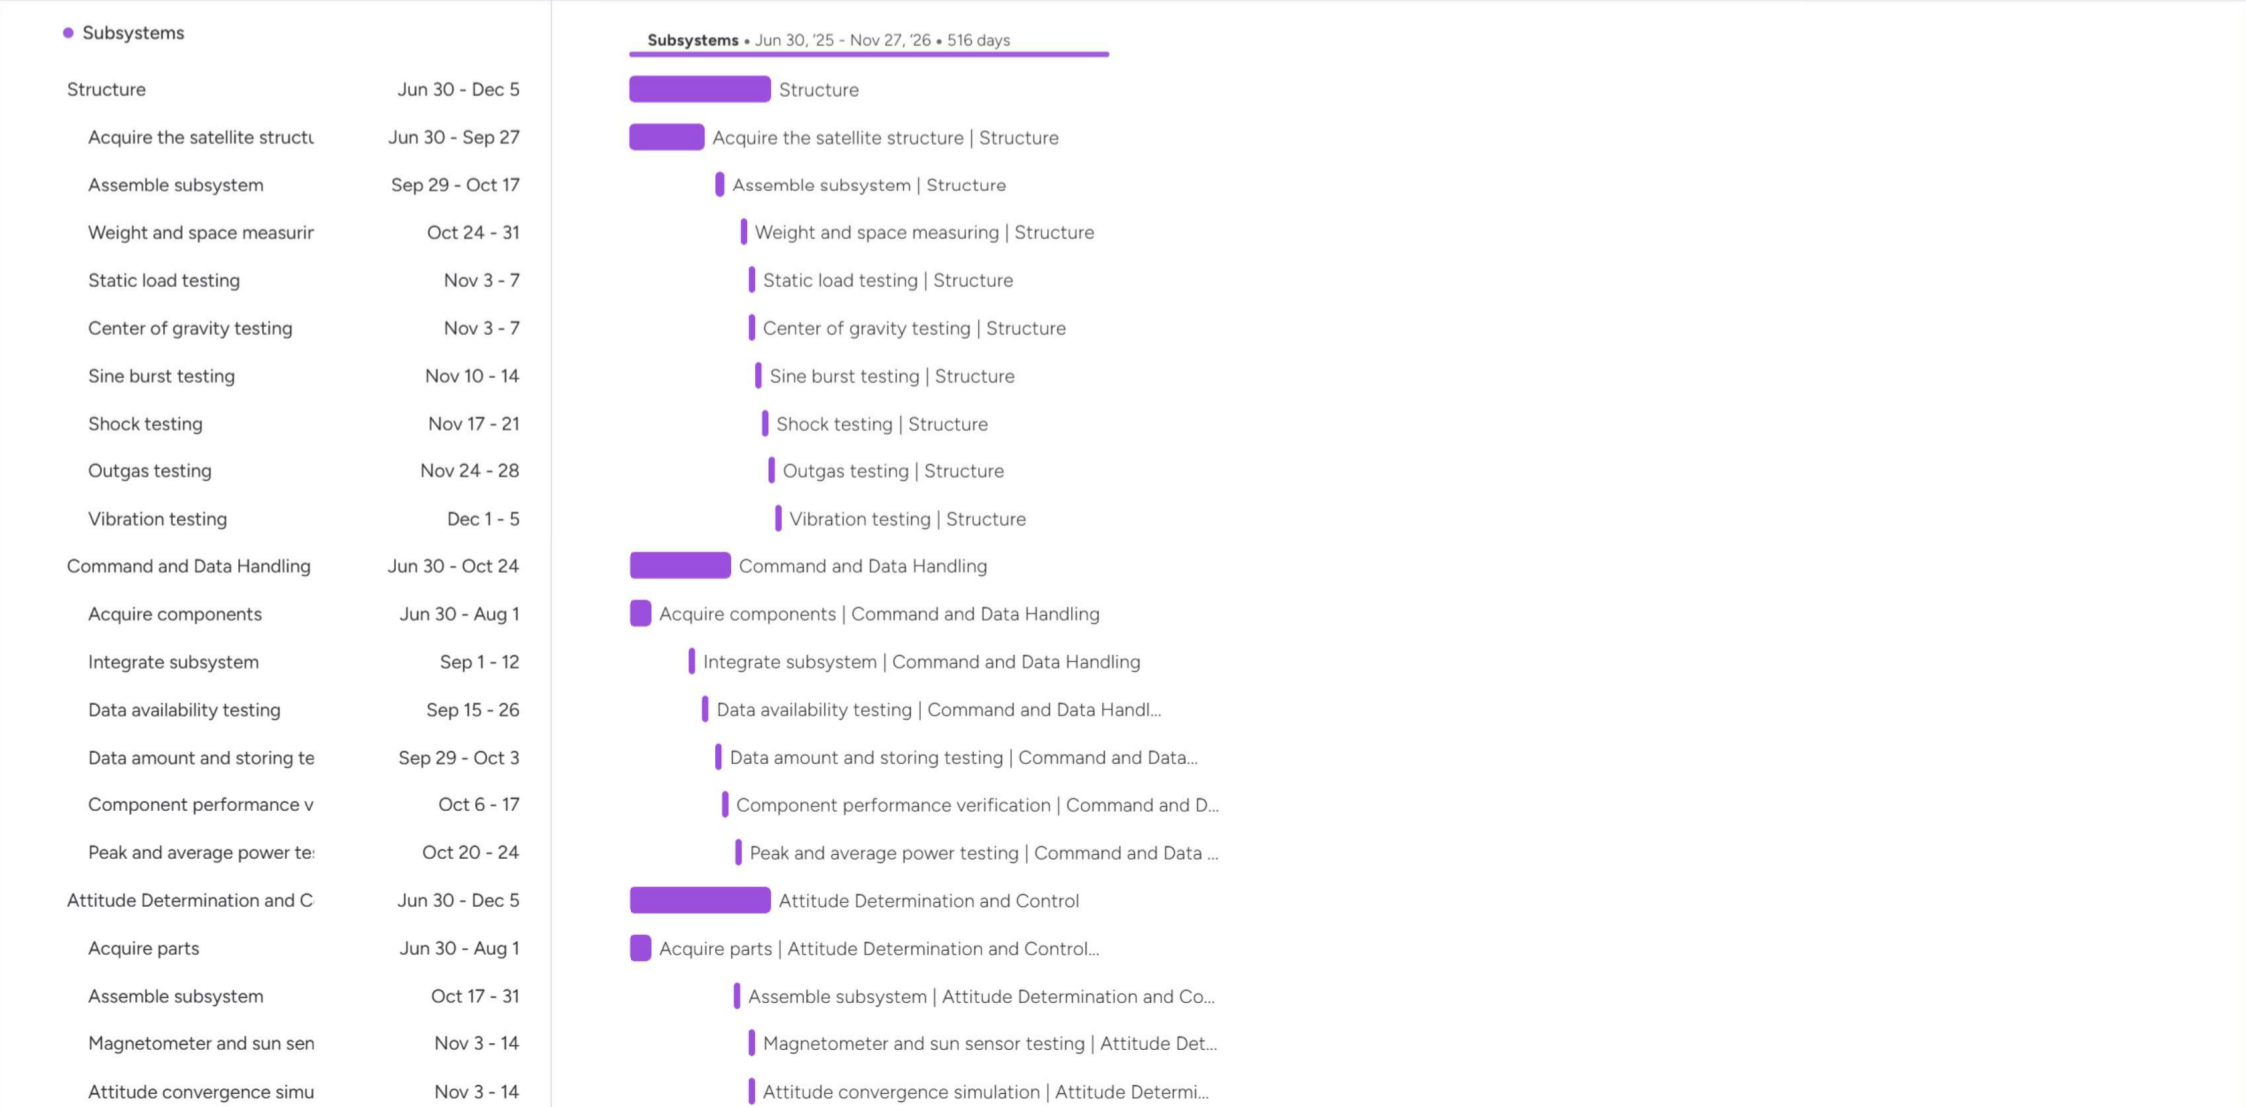 Subsystems
Subsystems • Jun 30, '25 - Nov 27, '26 • 516 days
Structure Jun 30 - Dec 5 Structure
Acquire the satellite structu Jun 30 - Sep 27 Acquire the satellite structure | Structure
Assemble subsystem Sep 29 - Oct 17 Assemble subsystem | Structure
Weight and space measurin Oct 24 - 31 Weight and space measuring | Structure
Static load testing Nov 3 - 7 Static load testing | Structure
Center of gravity testing Nov 3 - 7 Center of gravity testing | Structure
Sine burst testing Nov 10 - 14 Sine burst testing | Structure
Shock testing Nov 17 - 21 Shock testing | Structure
Outgas testing Nov 24 - 28 Outgas testing | Structure
Vibration testing Dec 1 - 5 Vibration testing | Structure
Command and Data Handling Jun 30 - Oct 24 Command and Data Handling
Acquire components Jun 30 - Aug 1 Acquire components | Command and Data Handling
Integrate subsystem Sep 1 - 12 Integrate subsystem | Command and Data Handling
Data availability testing Sep 15 - 26 Data availability testing | Command and Data Handl...
Data amount and storing te Sep 29 - Oct 3 Data amount and storing testing | Command and Data...
Component performance v Oct 6 - 17 Component performance verification | Command and D...
Peak and average power tes Oct 20 - 24 Peak and average power testing | Command and Data ...
Attitude Determination and C Jun 30 - Dec 5 Attitude Determination and Control
Acquire parts Jun 30 - Aug 1 Acquire parts | Attitude Determination and Control...
Assemble subsystem Oct 17 - 31 Assemble subsystem | Attitude Determination and Co...
Magnetometer and sun sen Nov 3 - 14 Magnetometer and sun sensor testing | Attitude Det...
Attitude convergence simu Nov 3 - 14 Attitude convergence simulation | Attitude Determi...